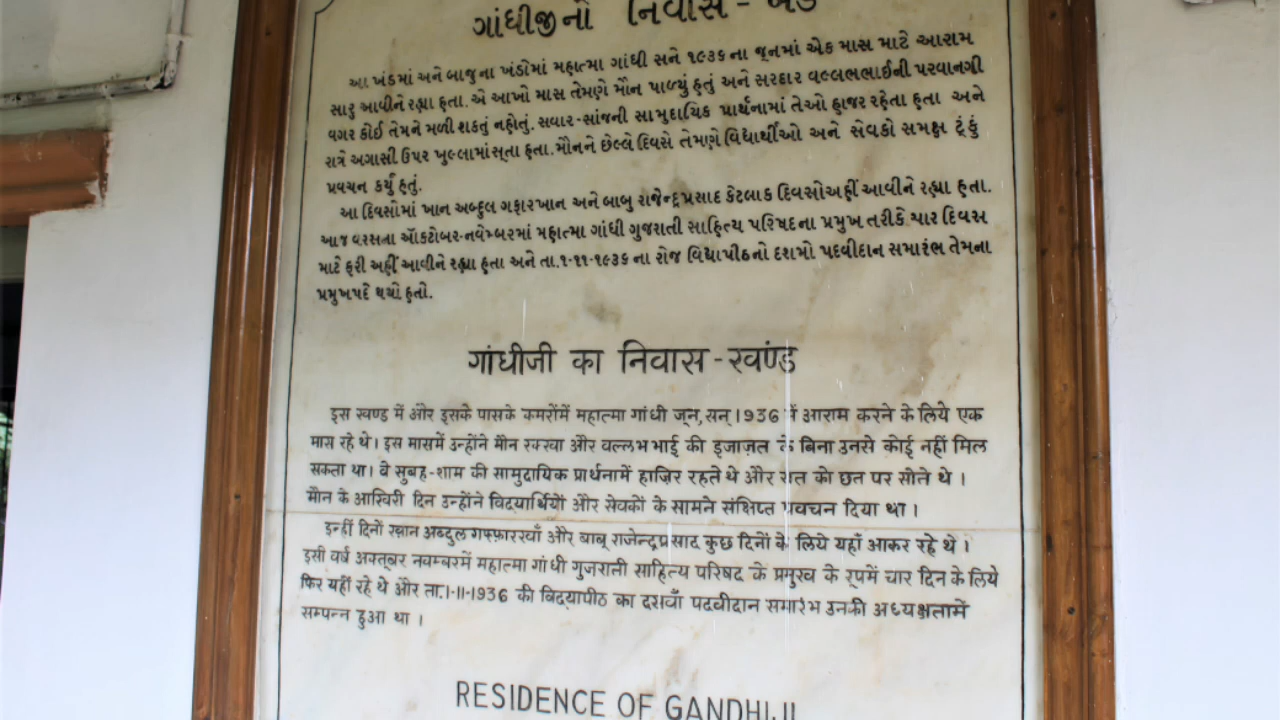 ગાંધીજીનો નિવાસ - ખંડ
આ ખંડમાં અને બાજુના ખંડોમાં મહાત્મા ગાંધી સને ૧૯૩૬ ના જૂનમાં એક માસ માટે આરામ
સારુ આવીને રહ્યા હતા. એ આખો માસ તેમણે મૌન પાળ્યું હતું અને સરદાર વલ્લભભાઈની પરવાનગી
વગર કોઈ તેમને મળી શકતું નહોતું. સવાર-સાંજની સામુદાયિક પ્રાર્થનામાં તેઓ હાજર રહેતા હતા અને
રાત્રે અગાસી ઉપર ખુલ્લામાં સૂતા હતા. મૌનને છેલ્લે દિવસે તેમણે વિદ્યાર્થીઓ અને સેવકો સમક્ષ ટૂંકું
પ્રવચન કર્યું હતું.
આ દિવસોમાં ખાન અબ્દુલ ગફારખાન અને બાબુ રાજેન્દ્રપ્રસાદ કેટલાક દિવસો અહીં આવીને રહ્યા હતા.
આજ વરસના ઑકટોબર-નવેમ્બરમાં મહાત્મા ગાંધી ગુજરાતી સાહિત્ય પરિષદના પ્રમુખ તરીકે ચાર દિવસ
માટે ફરી અહીં આવીને રહ્યા હતા અને તા.૧-૧૧-૧૯૩૬ ના રોજ વિદ્યાપીઠનો દશમો પદવીદાન સમારંભ તેમના
પ્રમુખપદે થયો હતો.
गांधीजी का निवास - खण्ड
इस खण्ड में और इसके पासके कमरोंमें महात्मा गांधी जून, सन् 1936 में आराम करने के लिये एक
मास रहे थे। इस मासमें उन्होंने मौन रक्खा और वल्लभभाई की इजाज़त के बिना उनसे कोई नहीं मिल
सकता था। वे सुबह-शाम की सामुदायिक प्रार्थनामें हाज़िर रहते थे और रात को छत पर सोते थे।
मौन के आखिरी दिन उन्होंने विद्यार्थियों और सेवकों के सामने संक्षिप्त प्रवचन दिया था।
इन्हीं दिनों खान अब्दुल गफ्फारखाँ और बाबू राजेन्द्रप्रसाद कुछ दिनों के लिये यहाँ आकर रहे थे।
इसी वर्ष अक्तूबर नवम्बरमें महात्मा गांधी गुजराती साहित्य परिषद के प्रमुख के रूपमें चार दिन के लिये
फिर यहीं रहे थे और ता.1-11-1936 की विद्यापीठ का दसवाँ पदवीदान समारंभ उनकी अध्यक्षतामें
सम्पन्न हुआ था।
RESIDENCE OF GANDHIJI